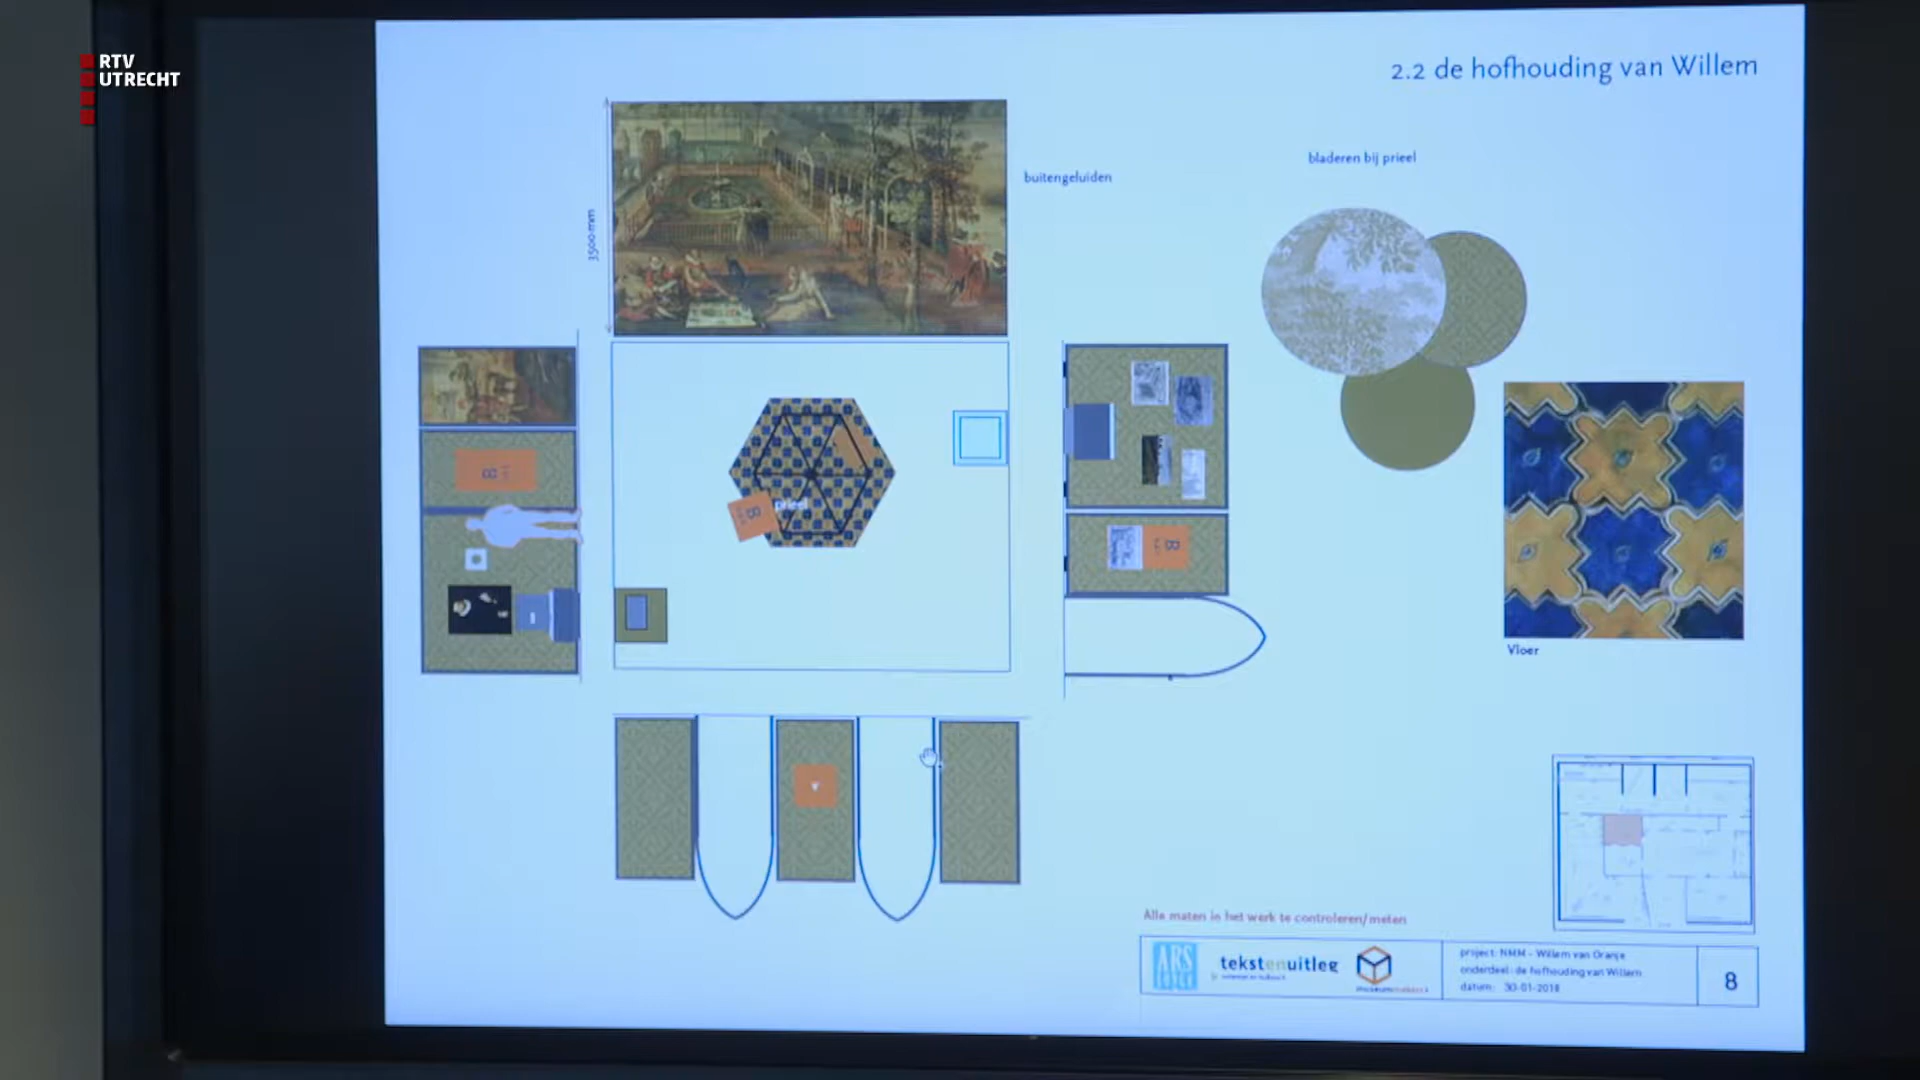 RTV
UTRECHT
2.2 de hofhouding van Willem
bladeren bij prieel
buitengeluiden
3500 mm
B
prieel
B
B
Vloer
Alle maten in het werk te controleren/meten
ARS
tekstenuitleg
project: NMM - Willem van Oranje
onderdeel: de hofhouding van Willem
datum: 30-01-2018
8